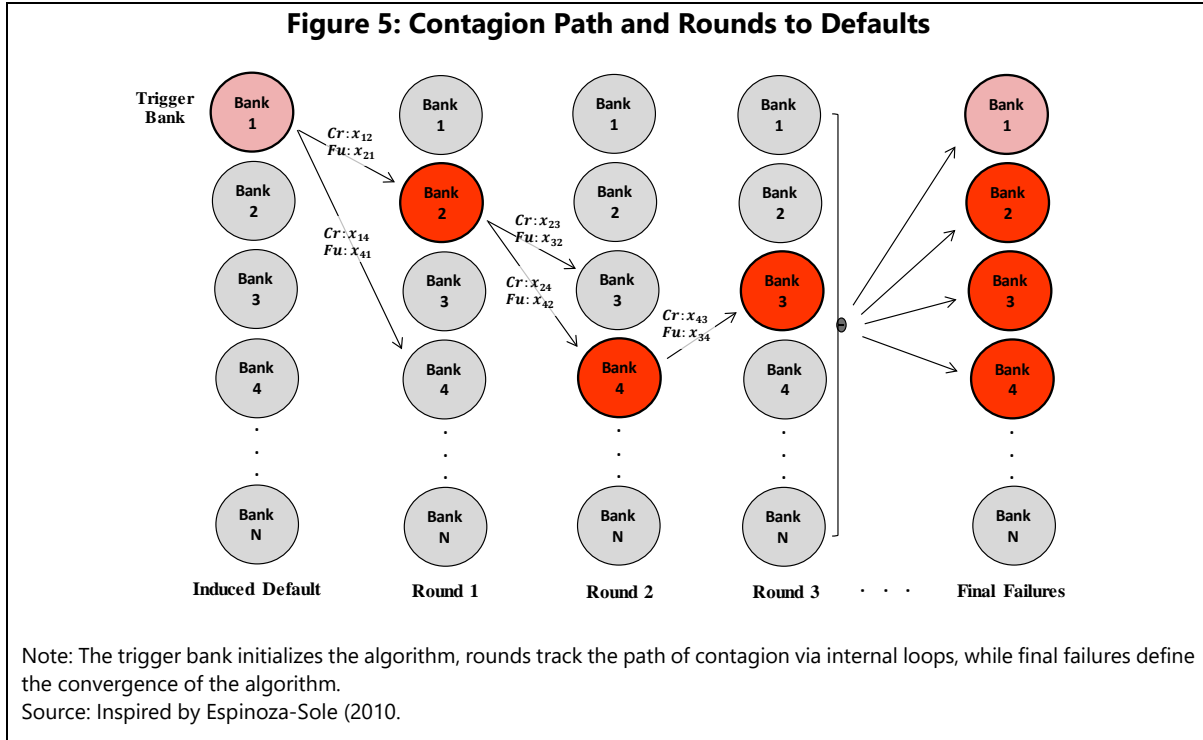 Figure 5: Contagion Path and Rounds to Defaults
Trigger
Bank
Bank
1
Bank
2
Bank
3
Bank
4
.
.
.
Bank
N
Induced Default
Cr: x₁₂
Fu: x₂₁
Cr: x₁₄
Fu: x₄₁
Bank
1
Bank
2
Bank
3
Bank
4
.
.
.
Bank
N
Round 1
Cr: x₂₃
Fu: x₃₂
Cr: x₂₄
Fu: x₄₂
Bank
1
Bank
2
Bank
3
Bank
4
.
.
.
Bank
N
Round 2
Cr: x₄₃
Fu: x₃₄
Bank
1
Bank
2
Bank
3
Bank
4
.
.
.
Bank
N
Round 3
. . .
Bank
1
Bank
2
Bank
3
Bank
4
.
.
.
Bank
N
Final Failures
Note: The trigger bank initializes the algorithm, rounds track the path of contagion via internal loops, while final failures define
the convergence of the algorithm.
Source: Inspired by Espinoza-Sole (2010.